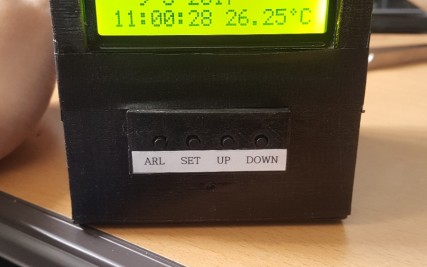 11:00:28 26.25°C
ARL SET UP DOWN